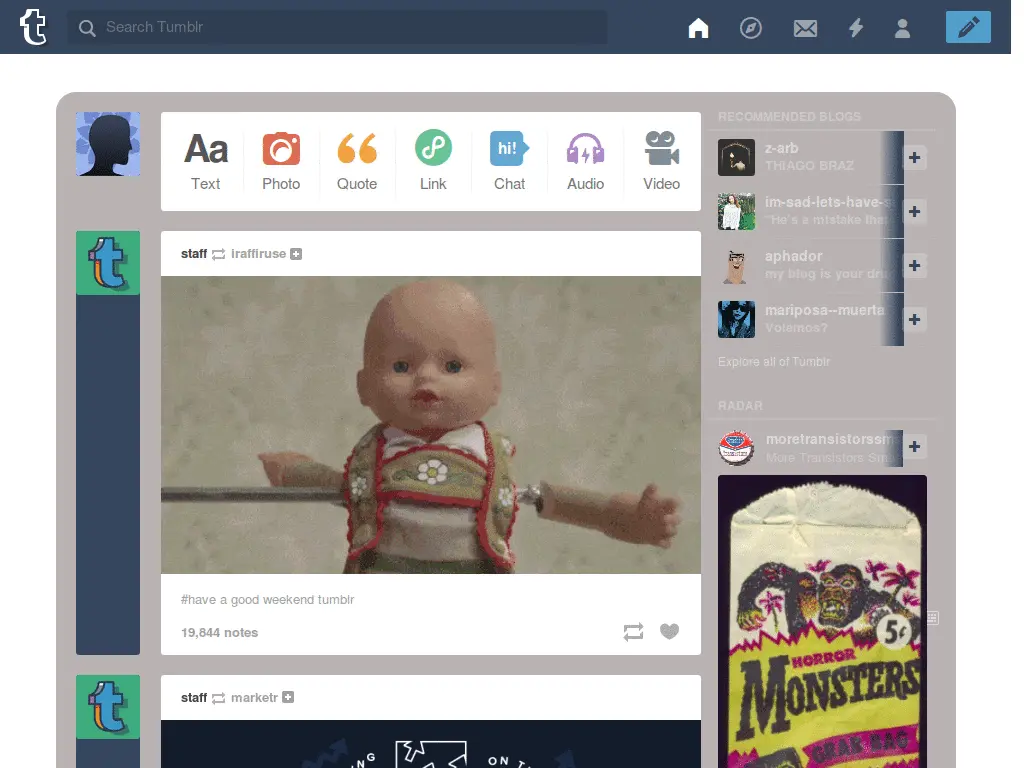 t
Search Tumblr
Aa
hi!
Text
Photo
Quote
Link
Chat
Audio
Video
RECOMMENDED BLOGS
z-arb
THIAGO BRAZ
im-sad-lets-have-s
"He's a mistake tha
aphador
my blog is your dru
mariposa--muerta
Volemos?
Explore all of Tumblr
RADAR
moretransistorssm
More Transistors Sma
t
staff iraffiruse
#have a good weekend tumblr
19,844 notes
5¢
HORROR
MONSTERS
GRAB BAG
t
staff marketr
NG
ON T